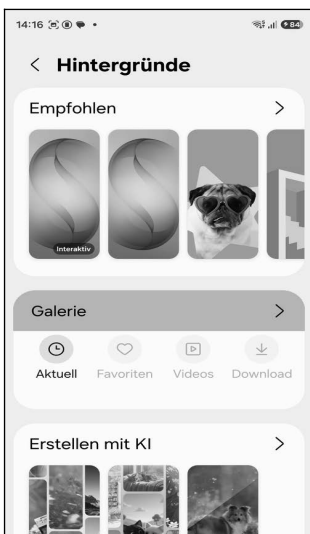 14:16
84
Hintergründe
Empfohlen
Interaktiv
Galerie
Aktuell Favoriten Videos Download
Erstellen mit KI